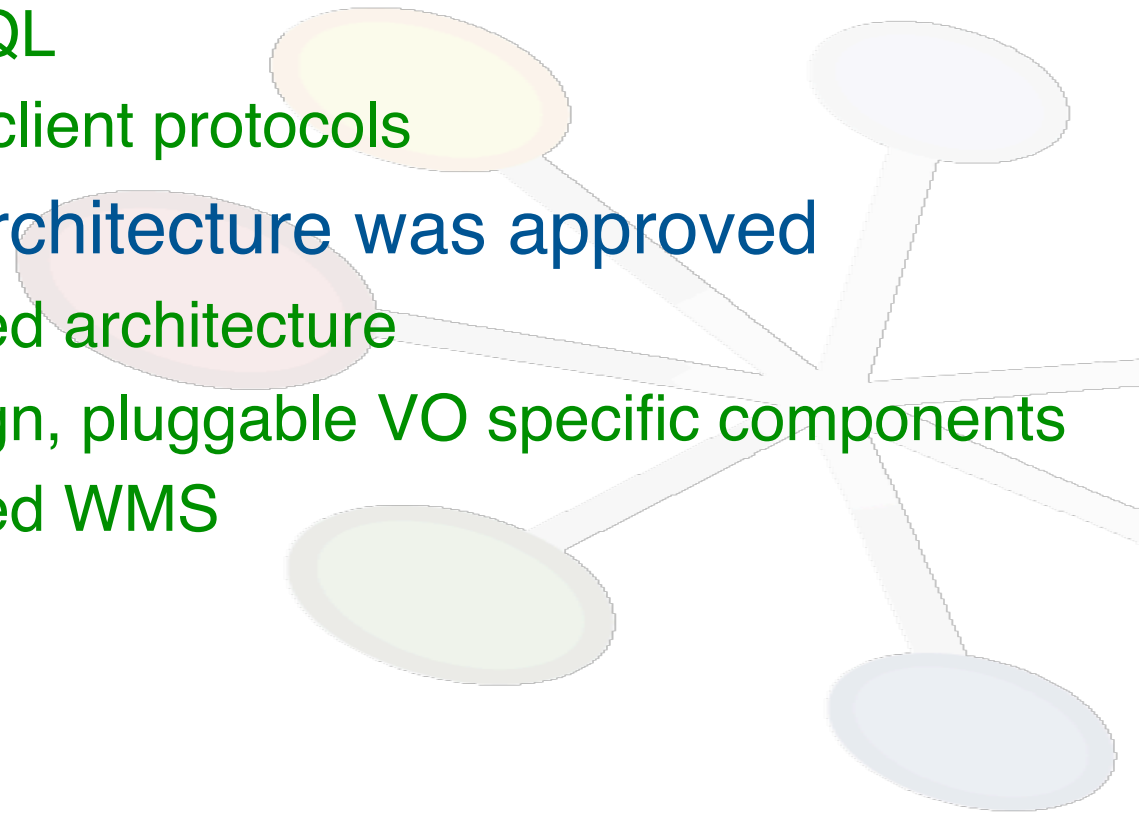 QL
client protocols
rchitecture was approved
ed architecture
gn, pluggable VO specific components
ed WMS